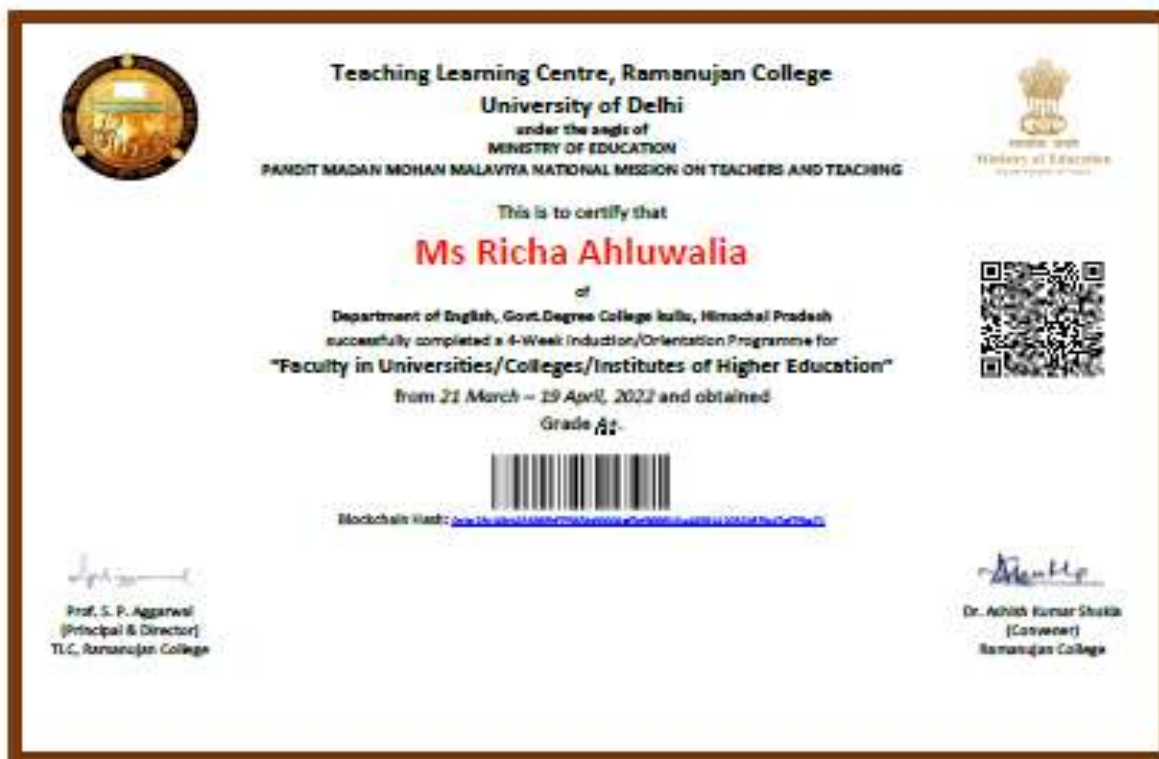 Teaching Learning Centre, Ramanujan College
University of Delhi
under the aegis of
MINISTRY OF EDUCATION
PANDIT MADAN MOHAN MALAVIYA NATIONAL MISSION ON TEACHERS AND TEACHING
Ministry of Education
This is to certify that
Ms Richa Ahluwalia
of
Department of English, Govt.Degree College kullu, Himachal Pradesh
successfully completed a 4-Week Induction/Orientation Programme for
"Faculty in Universities/Colleges/Institutes of Higher Education"
from 21 March – 19 April, 2022 and obtained
Grade
Blockchain Hash:
Prof. S. P. Aggarwal
(Principal & Director)
TLC, Ramanujan College
Dr. Ashish Kumar Shukla
(Convener)
Ramanujan College